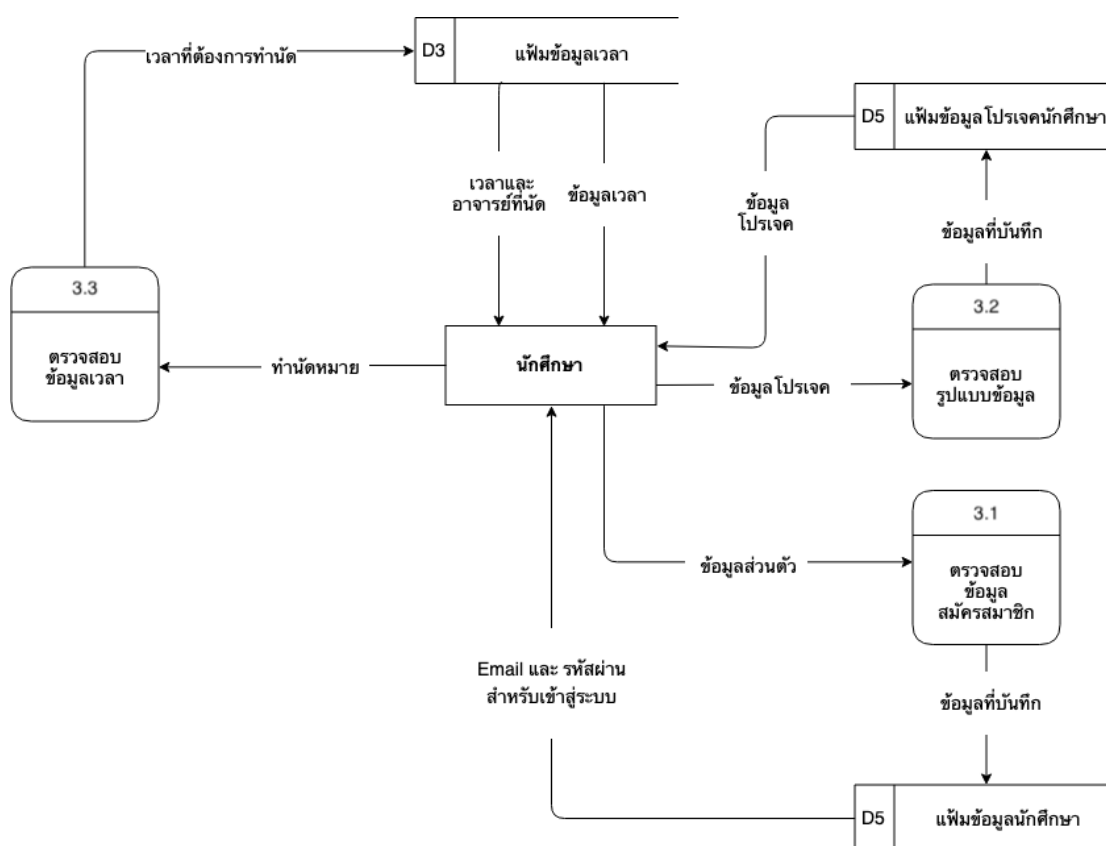 เวลาที่ต้องการทำนัด
D3
แฟ้มข้อมูลเวลา
D5
แฟ้มข้อมูลโปรเจคนักศึกษา
เวลาและ
อาจารย์ที่นัด
ข้อมูลเวลา
ข้อมูล
โปรเจค
ข้อมูลที่บันทึก
3.3
ตรวจสอบ
ข้อมูลเวลา
ทำนัดหมาย
นักศึกษา
ข้อมูลโปรเจค
3.2
ตรวจสอบ
รูปแบบข้อมูล
ข้อมูลส่วนตัว
3.1
ตรวจสอบ
ข้อมูล
สมัครสมาชิก
Email และ รหัสผ่าน
สำหรับเข้าสู่ระบบ
ข้อมูลที่บันทึก
D5
แฟ้มข้อมูลนักศึกษา